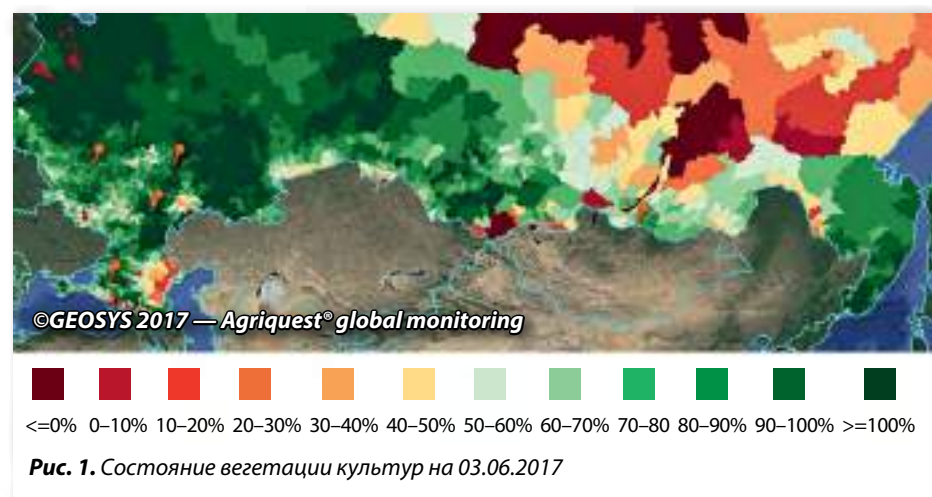 ©GEOSYS 2017 — Agriquest® global monitoring
<=0% 0–10% 10–20% 20–30% 30–40% 40–50% 50–60% 60–70% 70–80 80–90% 90–100% >=100%
Рис. 1. Состояние вегетации культур на 03.06.2017